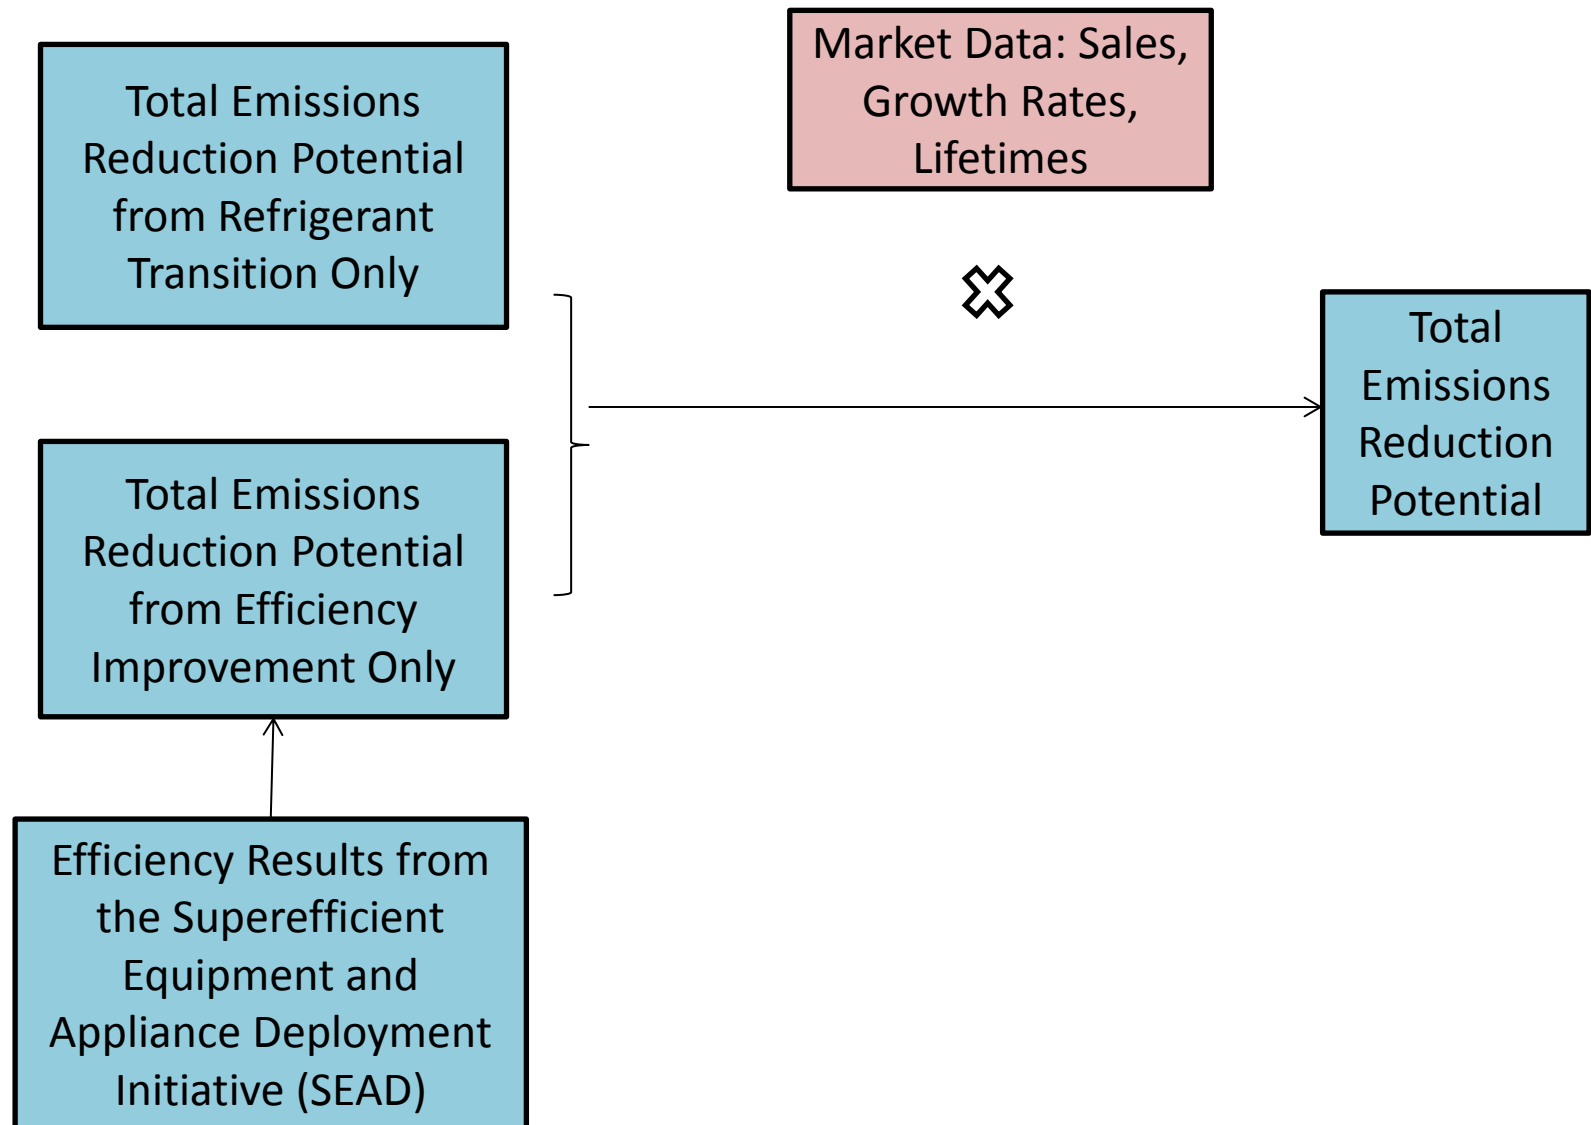 Total Emissions
Reduction Potential
from Refrigerant
Transition Only
Market Data: Sales,
Growth Rates,
Lifetimes
Total
Emissions
Reduction
Potential
Total Emissions
Reduction Potential
from Efficiency
Improvement Only
Efficiency Results from
the Superefficient
Equipment and
Appliance Deployment
Initiative (SEAD)